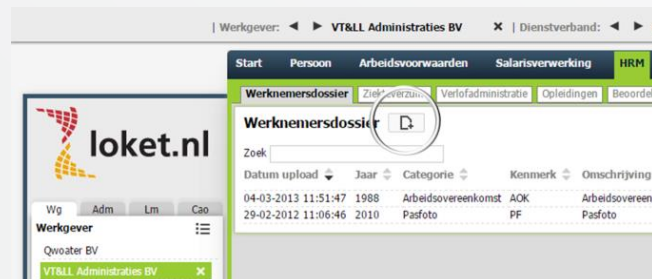 | Werkgever: ◄ ► VT&LL Administraties BV × | Dienstverband: ◄ ►
Start Persoon Arbeidsvoorwaarden Salarisverwerking HRM
Werknemersdossier Ziekteverzuim Verlofadministratie Opleidingen Beoordel
Werknemersdossier
loket.nl
Zoek
Datum upload Jaar Categorie Kenmerk Omschrijving
04-03-2013 11:51:47 1988 Arbeidsovereenkomst AOK Arbeidsovereen
29-02-2012 11:06:46 2010 Pasfoto PF Pasfoto
Wg Adm Lm Cao
Werkgever
Qwoater BV
VT&LL Administraties BV ×